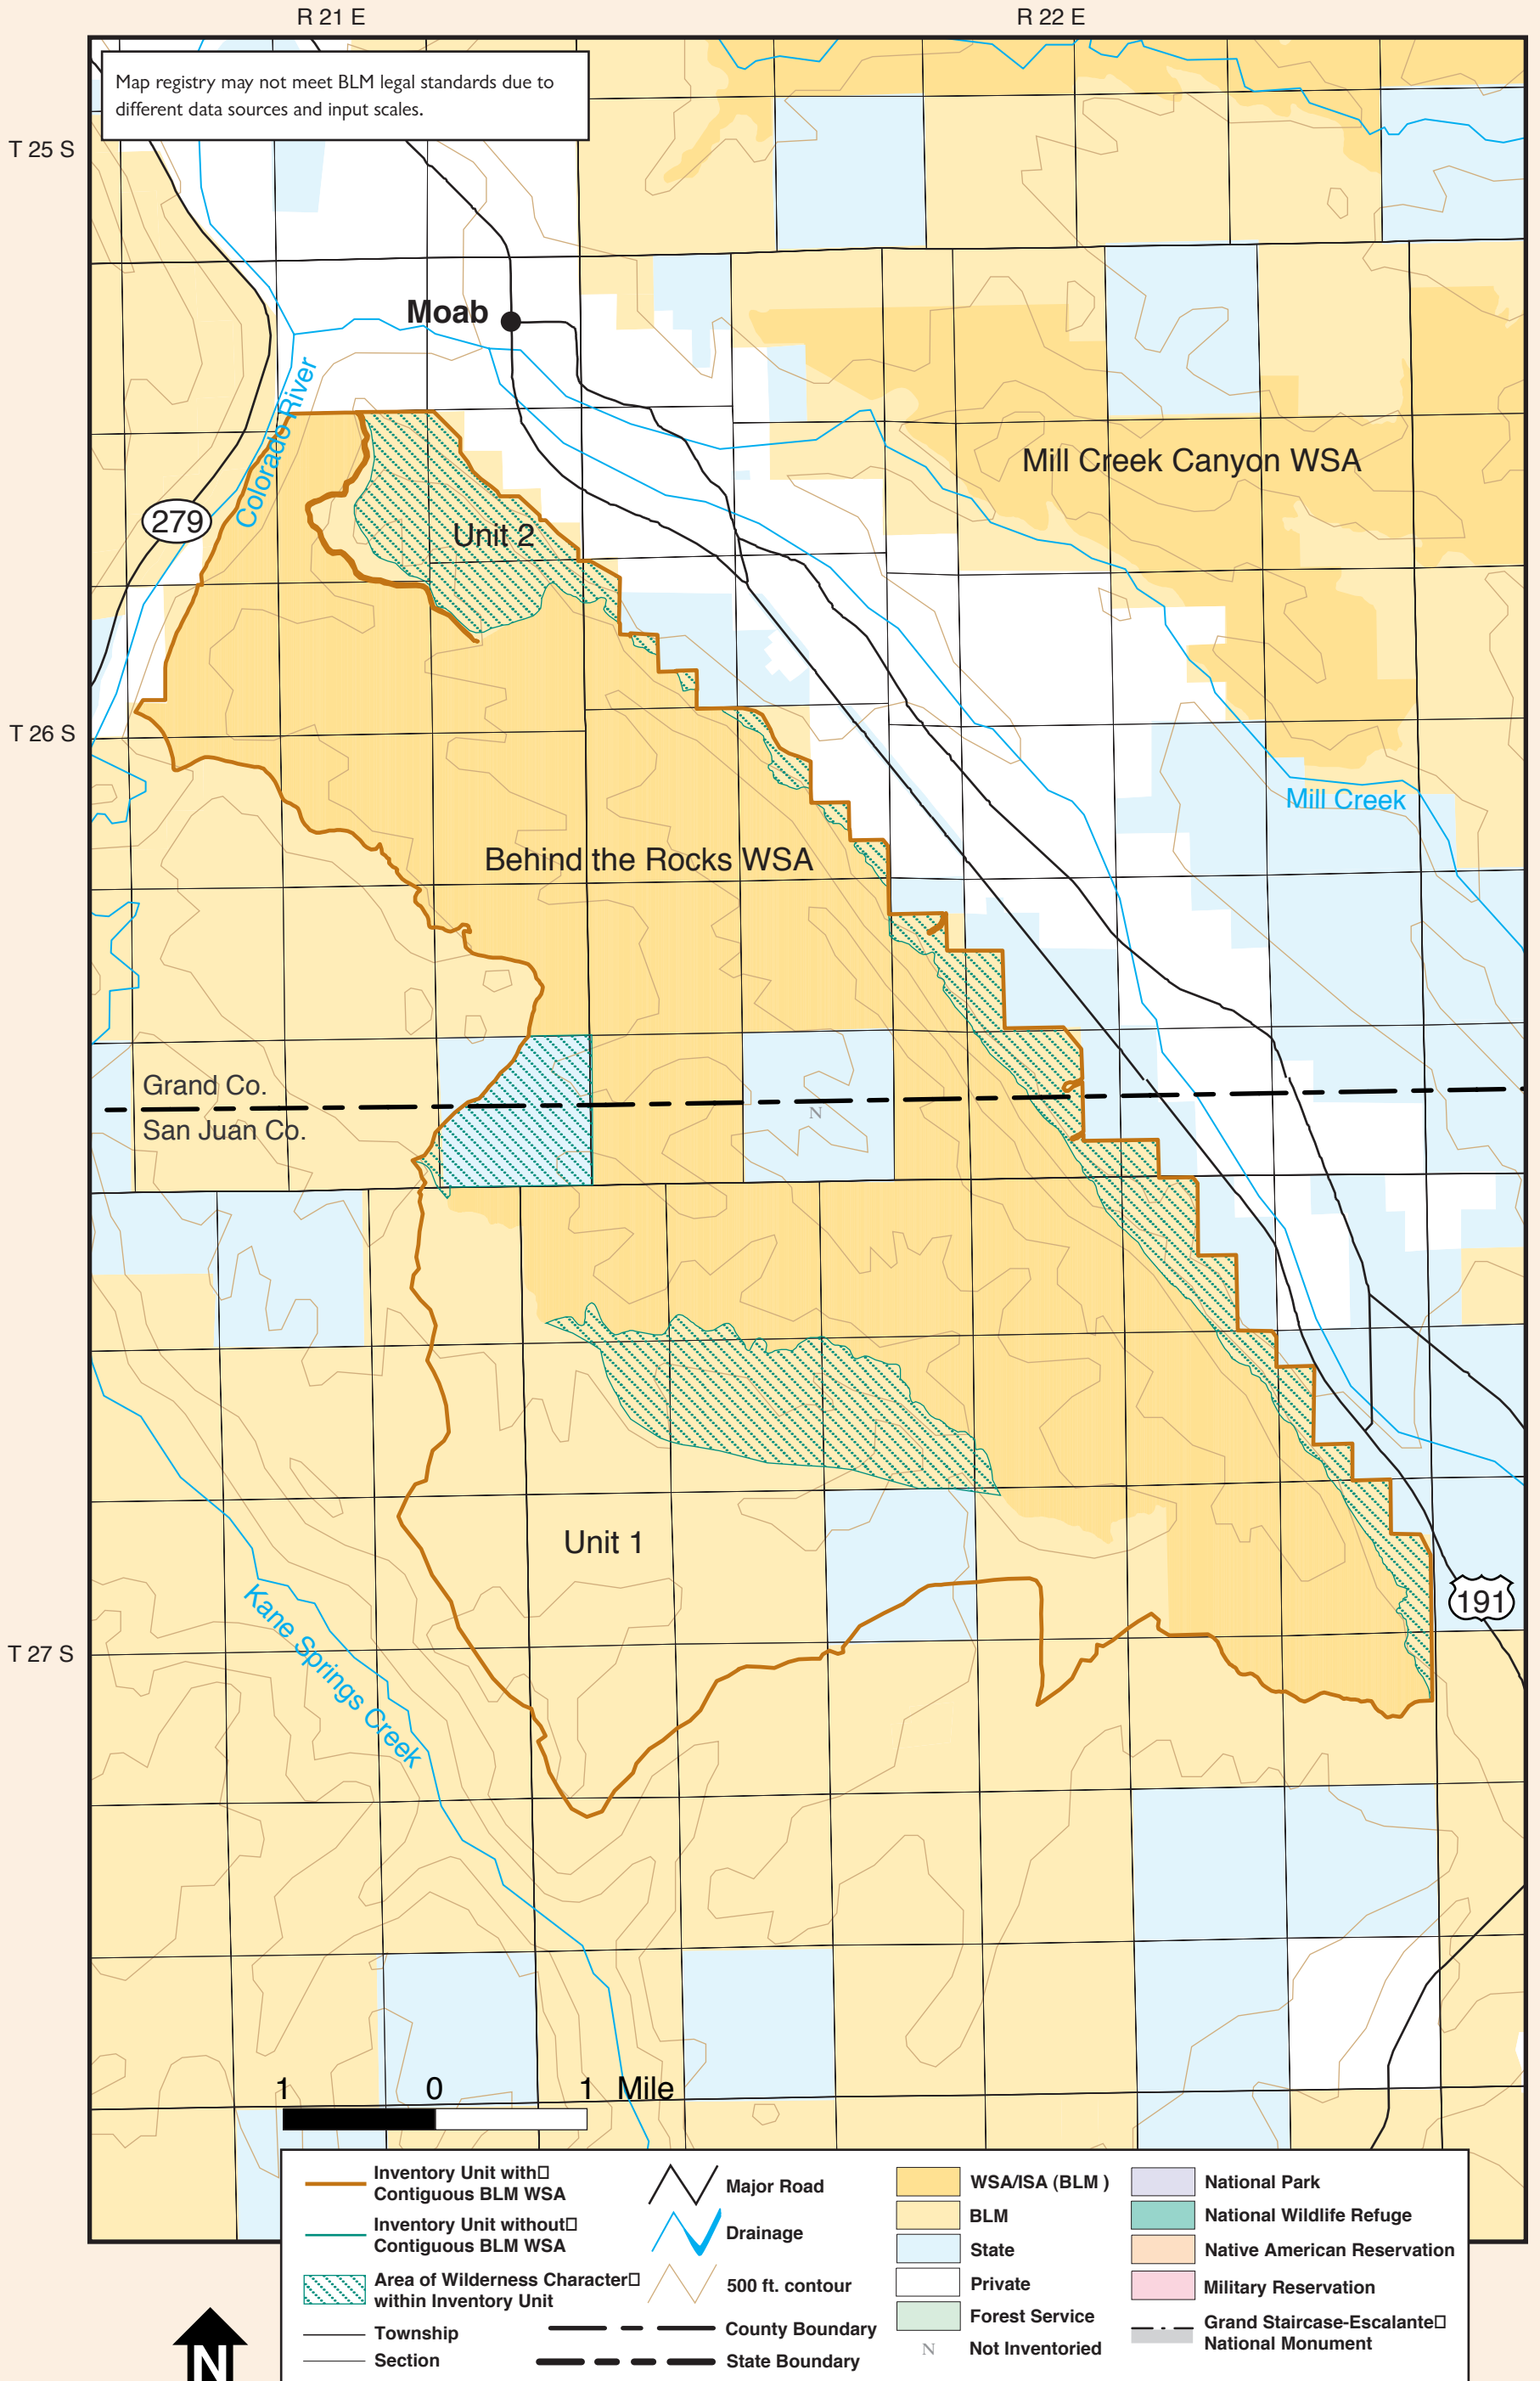 R 21 E
R 22 E
Map registry may not meet BLM legal standards due to
different data sources and input scales.
T 25 S
Moab
Colorado River
Mill Creek Canyon WSA
279
Unit 2
T 26 S
Mill Creek
Behind the Rocks WSA
Grand Co.
N
San Juan Co.
Unit 1
191
Kane Springs Creek
T 27 S
1 0 1 Mile
Inventory Unit with□
Contiguous BLM WSA
Inventory Unit without□
Contiguous BLM WSA
Area of Wilderness Character□
within Inventory Unit
Township
Section
Major Road
Drainage
500 ft. contour
County Boundary
State Boundary
WSA/ISA (BLM )
BLM
State
Private
Forest Service
N Not Inventoried
National Park
National Wildlife Refuge
Native American Reservation
Military Reservation
Grand Staircase-Escalante□
National Monument
N